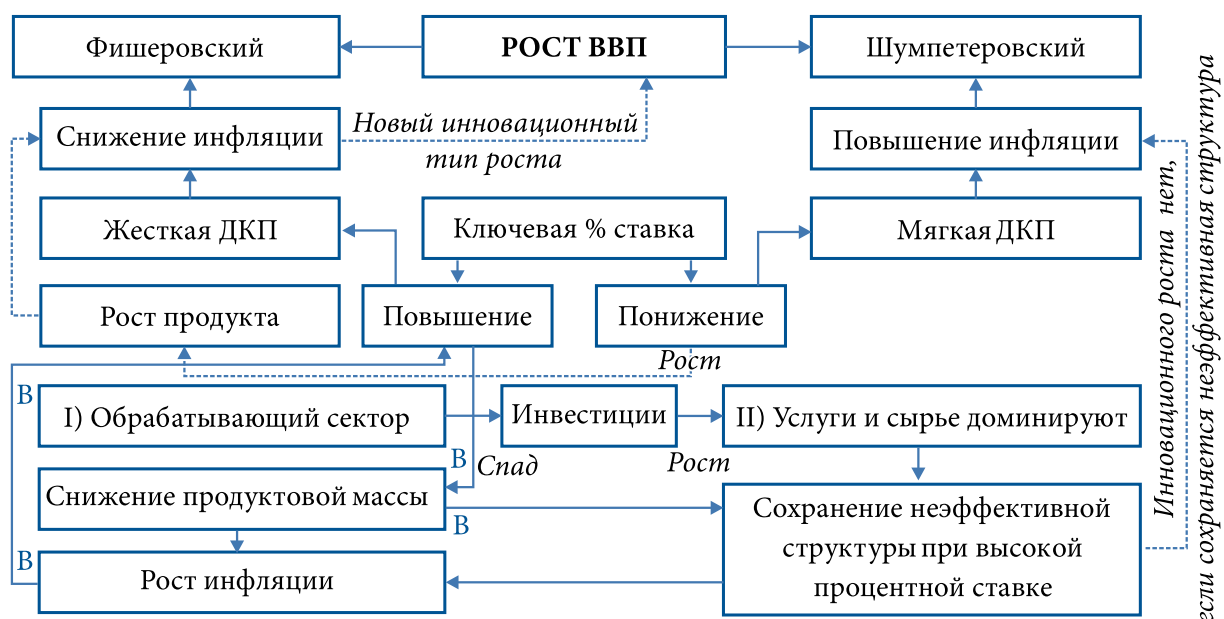 Фишеровский
РОСТ ВВП
Шумпетеровский
Снижение инфляции
Новый инновационный
тип роста
Повышение инфляции
Жесткая ДКП
Ключевая % ставка
Мягкая ДКП
Рост продукта
Повышение
Понижение
Рост
В
I) Обрабатывающий сектор
Инвестиции
II) Услуги и сырье доминируют
В
Спад
Рост
Снижение продуктовой массы
В
Сохранение неэффективной
структуры при высокой
процентной ставке
В
Рост инфляции
Инновационного роста нет,
если сохраняется неэффективная структура